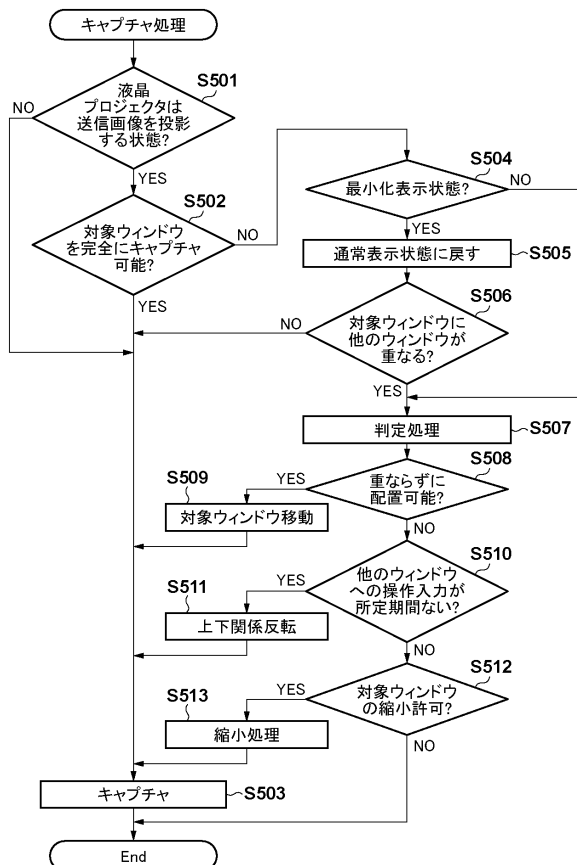 キャプチャ処理
S501
液晶
プロジェクタは
送信画像を投影
する状態?
NO
YES
S502
対象ウィンドウ
を完全にキャプチャ
可能?
NO
YES
S504
最小化表示状態?
NO
YES
通常表示状態に戻す
S505
S506
対象ウィンドウに
他のウィンドウが
重なる?
NO
YES
判定処理
S507
S508
重ならずに
配置可能?
YES
NO
S509
対象ウィンドウ移動
S510
他のウィンドウ
への操作入力が
所定期間ない?
YES
NO
S511
上下関係反転
S512
対象ウィンドウ
の縮小許可?
YES
NO
S513
縮小処理
キャプチャ
S503
End